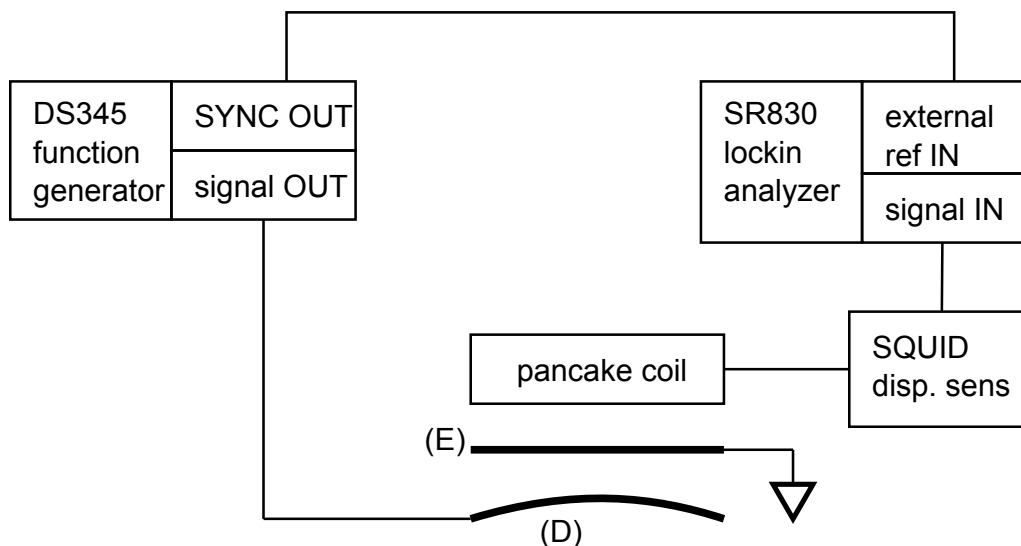 DS345
function
generator
SYNC OUT
signal OUT
SR830
lockin
analyzer
external
ref IN
signal IN
pancake coil
SQUID
disp. sens
(E)
(D)